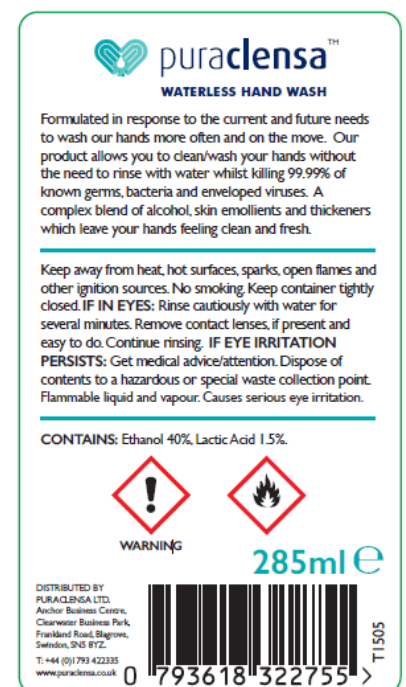 puraclensa™
WATERLESS HAND WASH
Formulated in response to the current and future needs
to wash our hands more often and on the move. Our
product allows you to clean/wash your hands without
the need to rinse with water whilst killing 99.99% of
known germs, bacteria and enveloped viruses. A
complex blend of alcohol, skin emollients and thickeners
which leave your hands feeling clean and fresh.
Keep away from heat, hot surfaces, sparks, open flames and
other ignition sources. No smoking. Keep container tightly
closed. IF IN EYES: Rinse cautiously with water for
several minutes. Remove contact lenses, if present and
easy to do. Continue rinsing. IF EYE IRRITATION
PERSISTS: Get medical advice/attention. Dispose of
contents to a hazardous or special waste collection point.
Flammable liquid and vapour. Causes serious eye irritation.
CONTAINS: Ethanol 40%, Lactic Acid 1.5%.
WARNING
285ml ℮
DISTRIBUTED BY
PURACLENSA LTD.
Anchor Business Centre,
Clearwater Business Park,
Frankland Road, Blagrove,
Swindon, SN5 8YZ.
T: +44 (0)1793 422335
www.puraclensa.co.uk
0 793618 322755 >
T1505